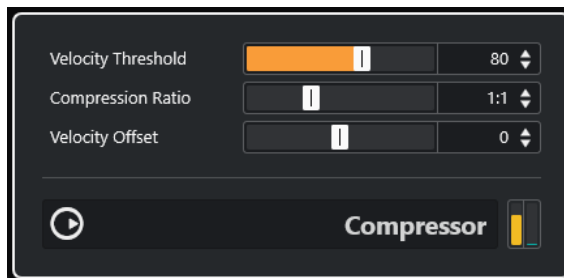 Velocity Threshold 80
Compression Ratio 1:1
Velocity Offset 0
Compressor